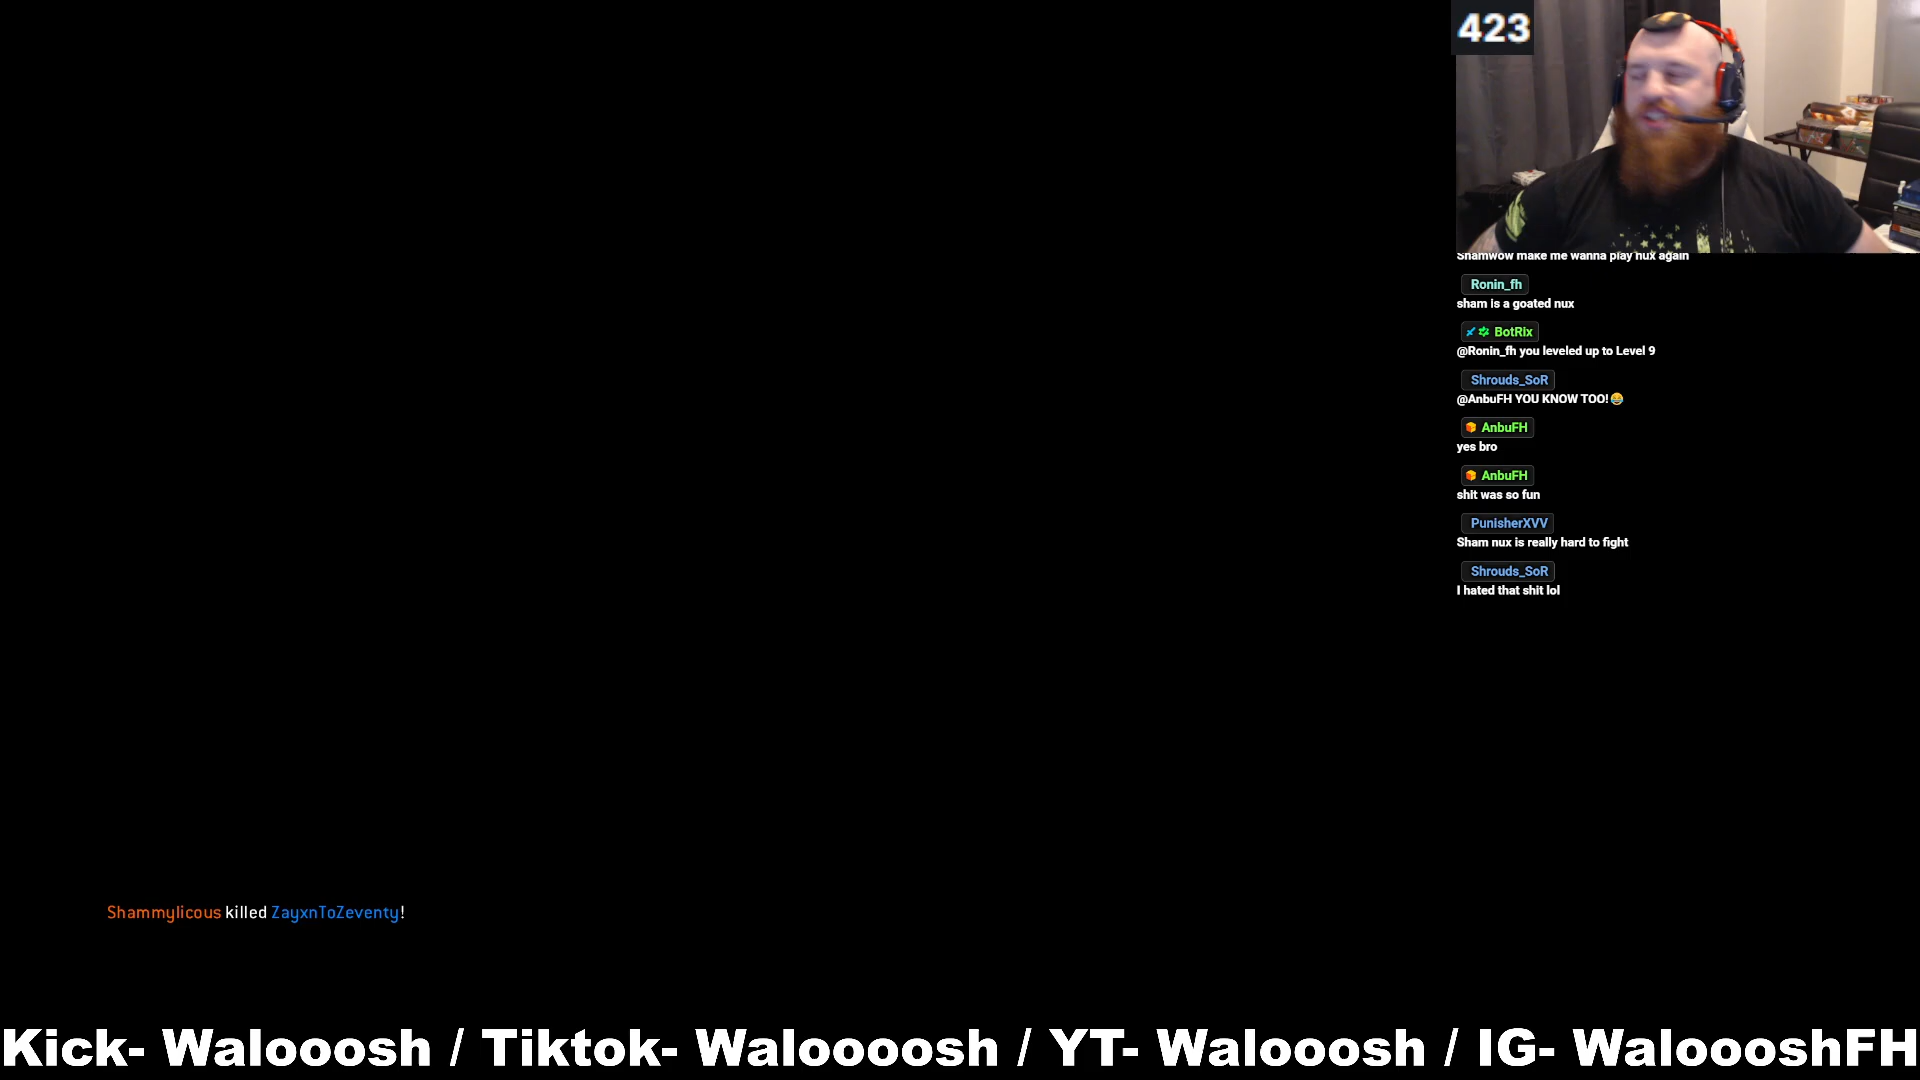 423
Shamwow make me wanna play nux again
Ronin_fh
sham is a goated nux
BotRix
@Ronin_fh you leveled up to Level 9
Shrouds_SoR
@AnbuFH YOU KNOW TOO!😂
AnbuFH
yes bro
AnbuFH
shit was so fun
PunisherXVV
Sham nux is really hard to fight
Shrouds_SoR
I hated that shit lol
Shammylicous killed ZayxnToZeventy!
Kick- Walooosh / Tiktok- Waloooosh / YT- Walooosh / IG- WaloooshFH